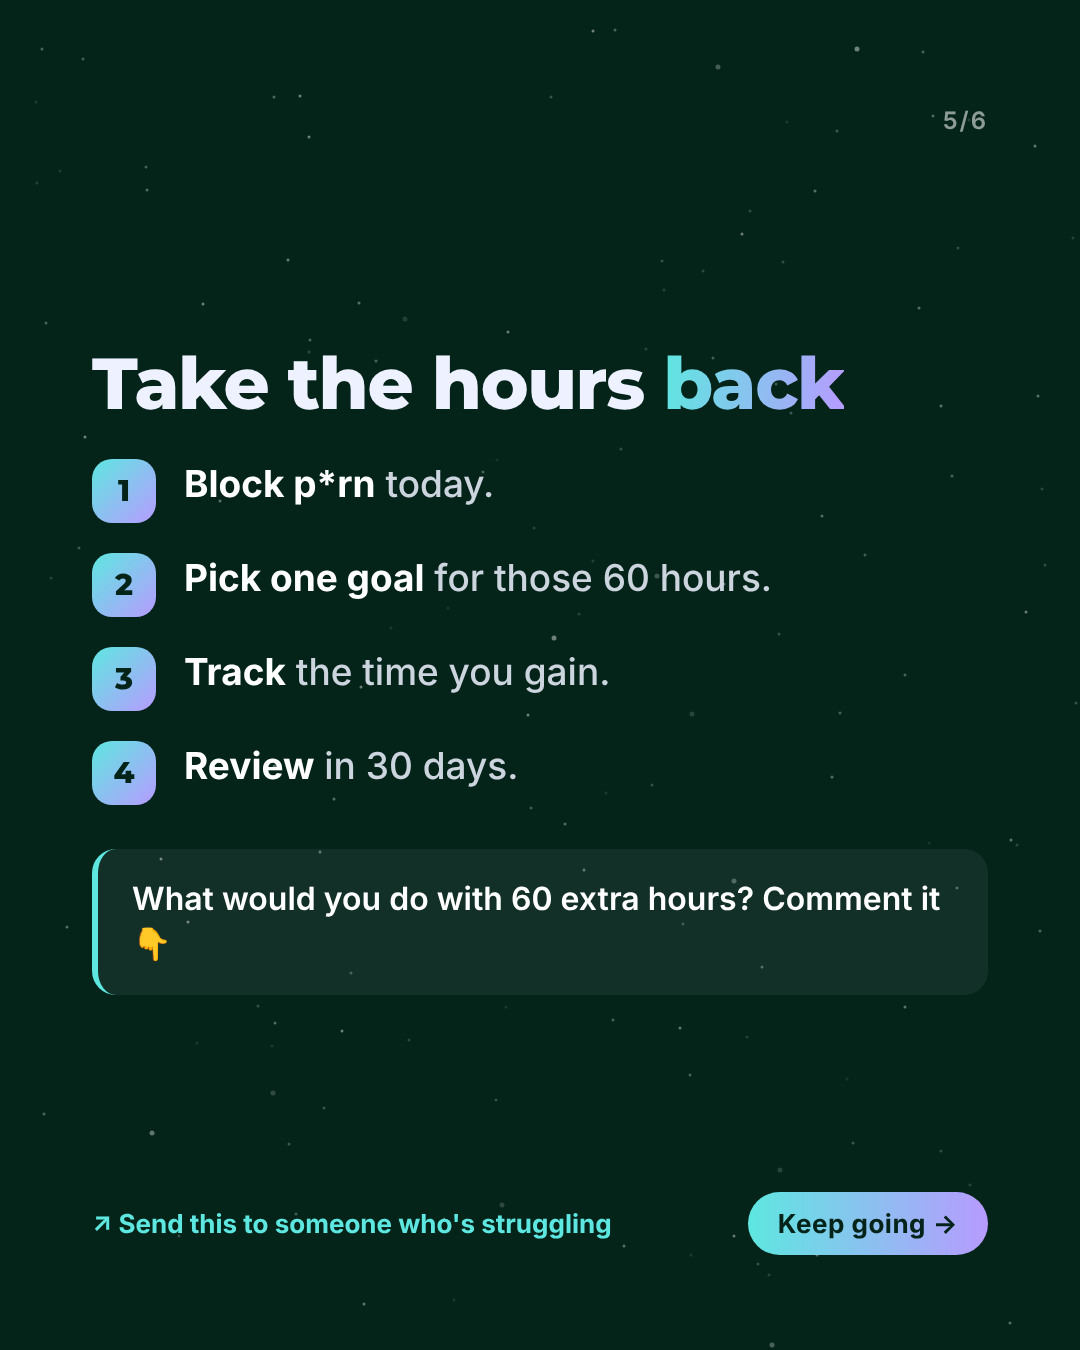 5/6
Take the hours back
1 Block p*rn today.
2 Pick one goal for those 60 hours.
3 Track the time you gain.
4 Review in 30 days.
What would you do with 60 extra hours? Comment it
👇
↗ Send this to someone who's struggling
Keep going →